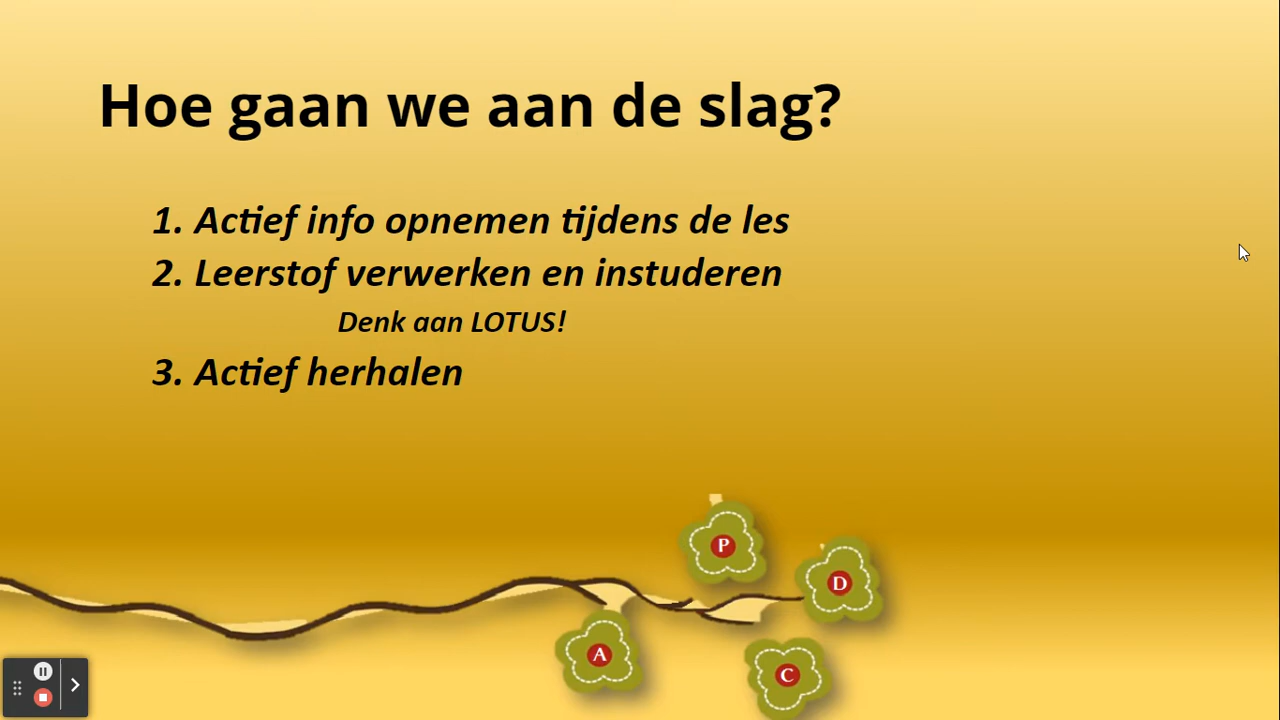 Hoe gaan we aan de slag?
1. Actief info opnemen tijdens de les
2. Leerstof verwerken en instuderen
Denk aan LOTUS!
3. Actief herhalen
P
D
A
C